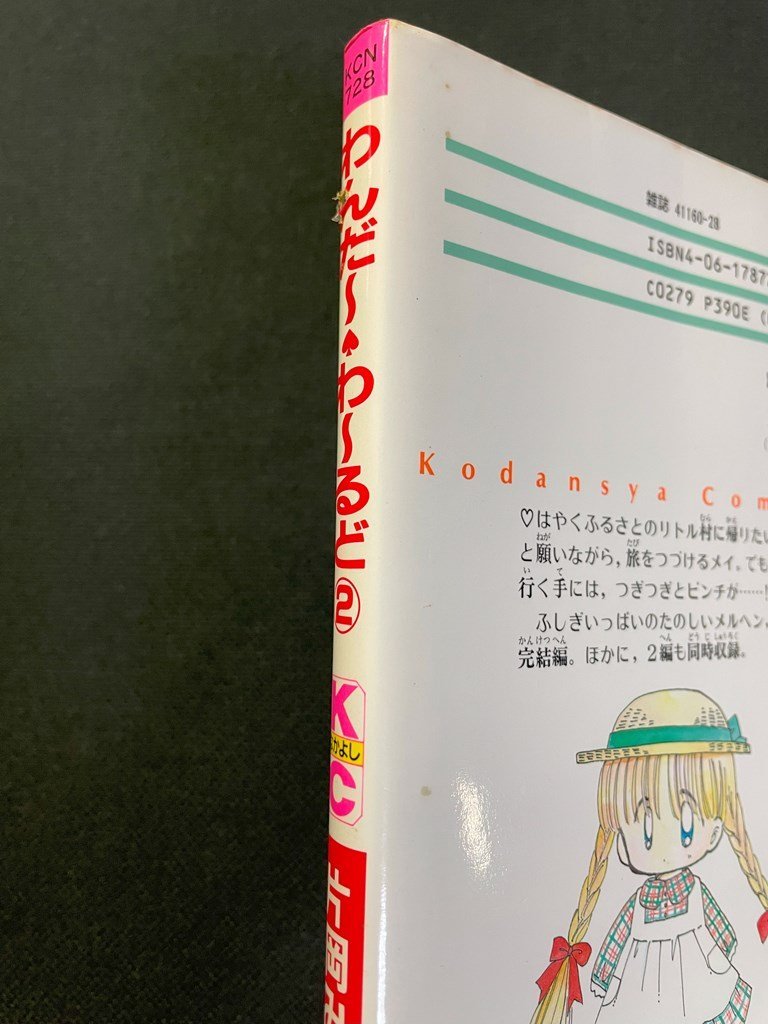 KCN
728
わんだ〜♠わ〜るど②
K
なかよし
C
片岡
雑誌 41160-28
ISBN4-06-1787
C0279 P390E
Kodansya Com
♡はやくふるさとのリトル村に帰りたい
と願いながら，旅をつづけるメイ。でも
行く手には，つぎつぎとピンチが……!
ふしぎいっぱいのたのしいメルヘン，
完結編。ほかに，2編も同時収録。